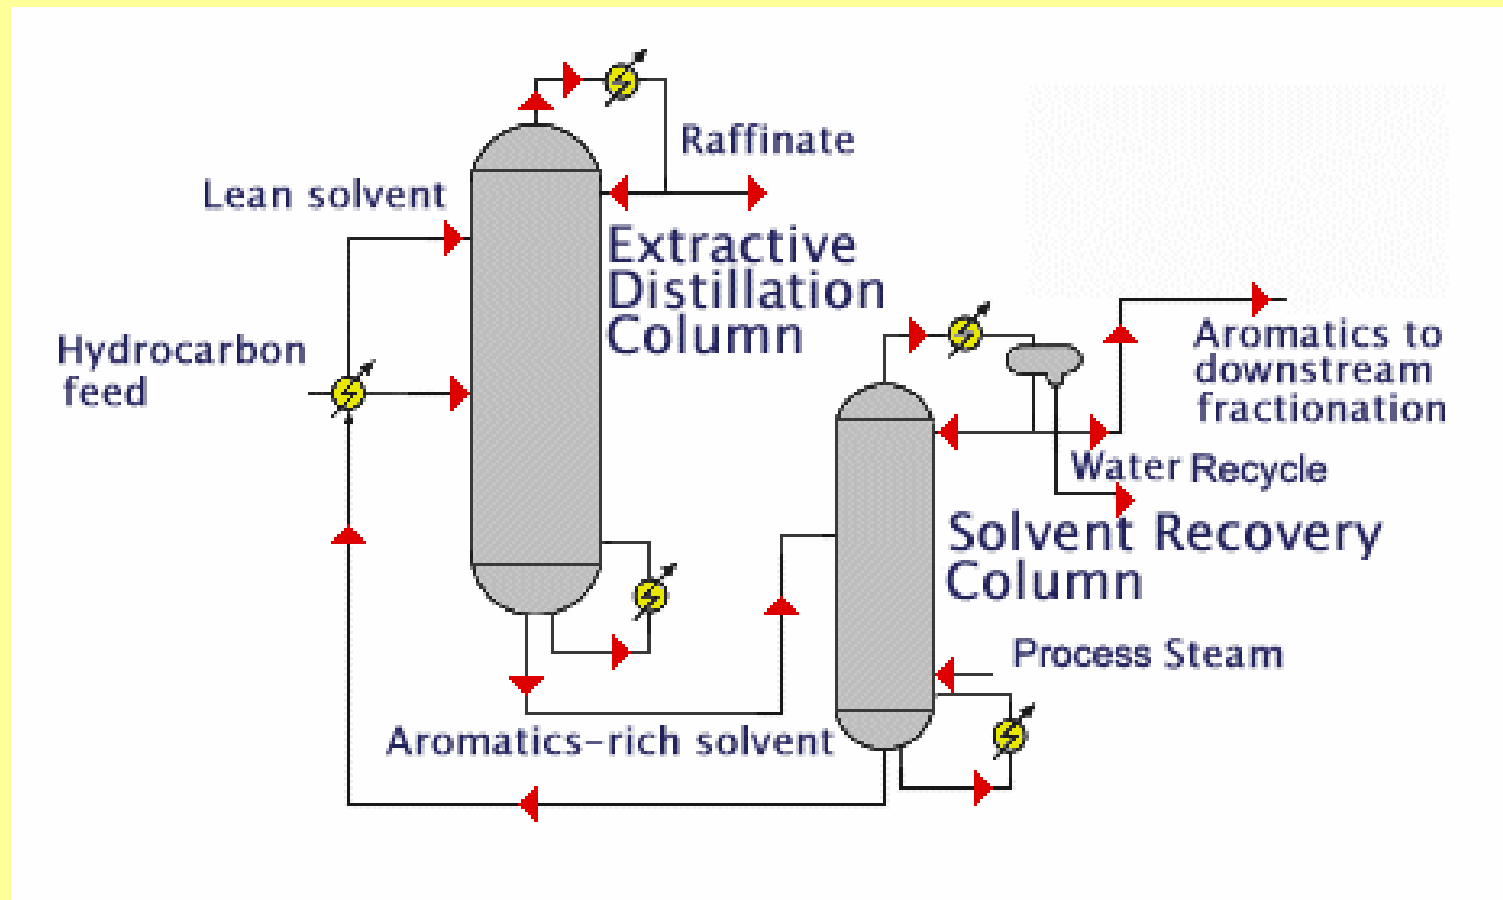 Raffinate
Lean solvent
Extractive
Distillation
Column
Hydrocarbon
feed
Aromatics to
downstream
fractionation
Water Recycle
Solvent Recovery
Column
Process Steam
Aromatics-rich solvent